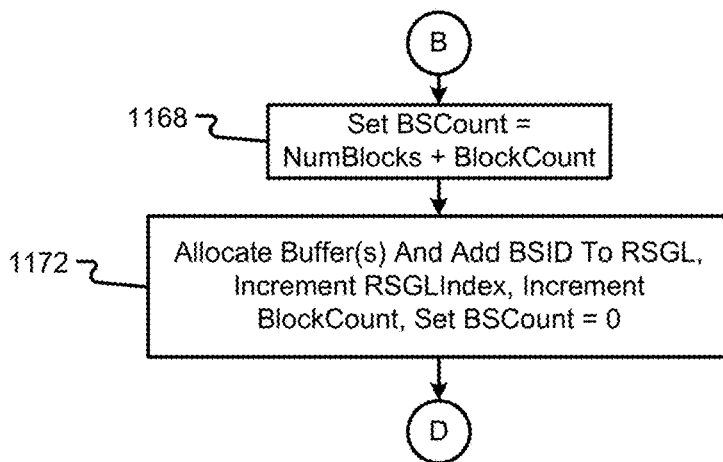 B
1168
Set BSCount =
NumBlocks + BlockCount
1172
Allocate Buffer(s) And Add BSID To RSGL,
Increment RSGLIndex, Increment
BlockCount, Set BSCount = 0
D